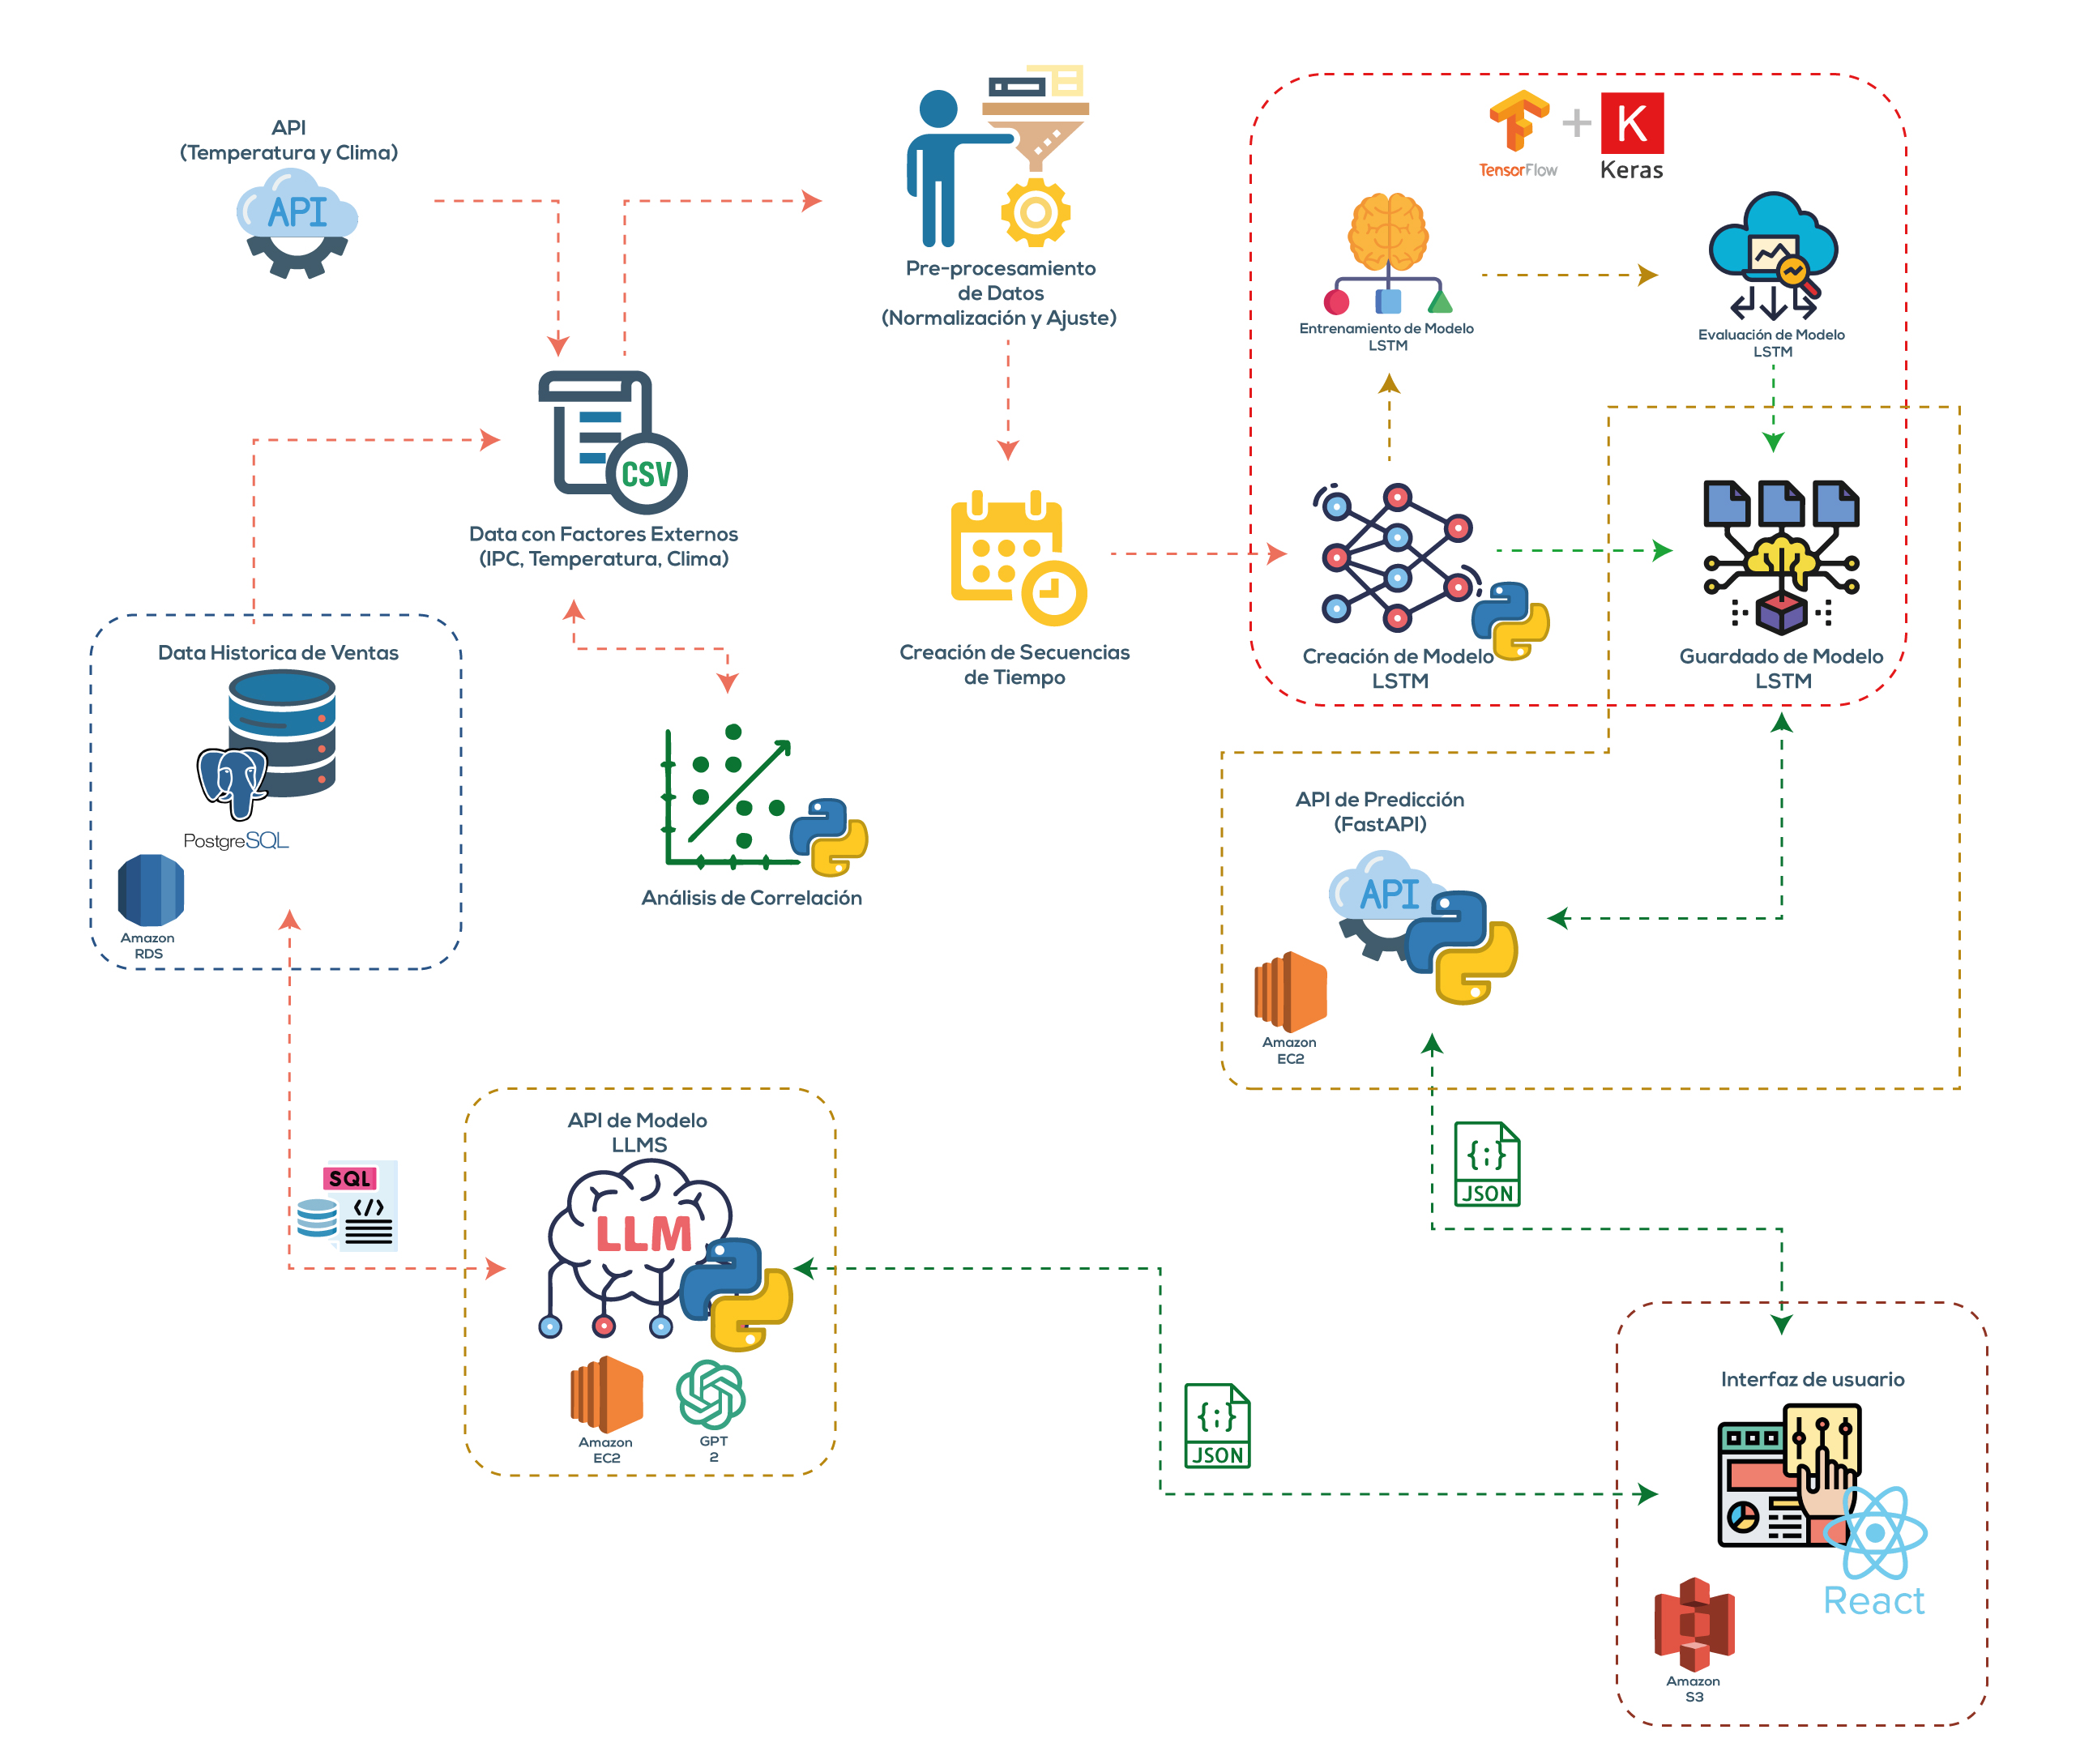 API
(Temperatura y Clima)
API
Pre-procesamiento
de Datos
(Normalización y Ajuste)
TensorFlow
+
K
Keras
Entrenamiento de Modelo
LSTM
Evaluación de Modelo
LSTM
CSV
Data con Factores Externos
(IPC, Temperatura, Clima)
Creación de Secuencias
de Tiempo
Creación de Modelo
LSTM
Guardado de Modelo
LSTM
Data Historica de Ventas
PostgreSQL
Amazon
RDS
Análisis de Correlación
API de Predicción
(FastAPI)
API
Amazon
EC2
API de Modelo
LLMS
LLM
Amazon
EC2
GPT
2
SQL
</>
{;}
JSON
{;}
JSON
Interfaz de usuario
React
Amazon
S3